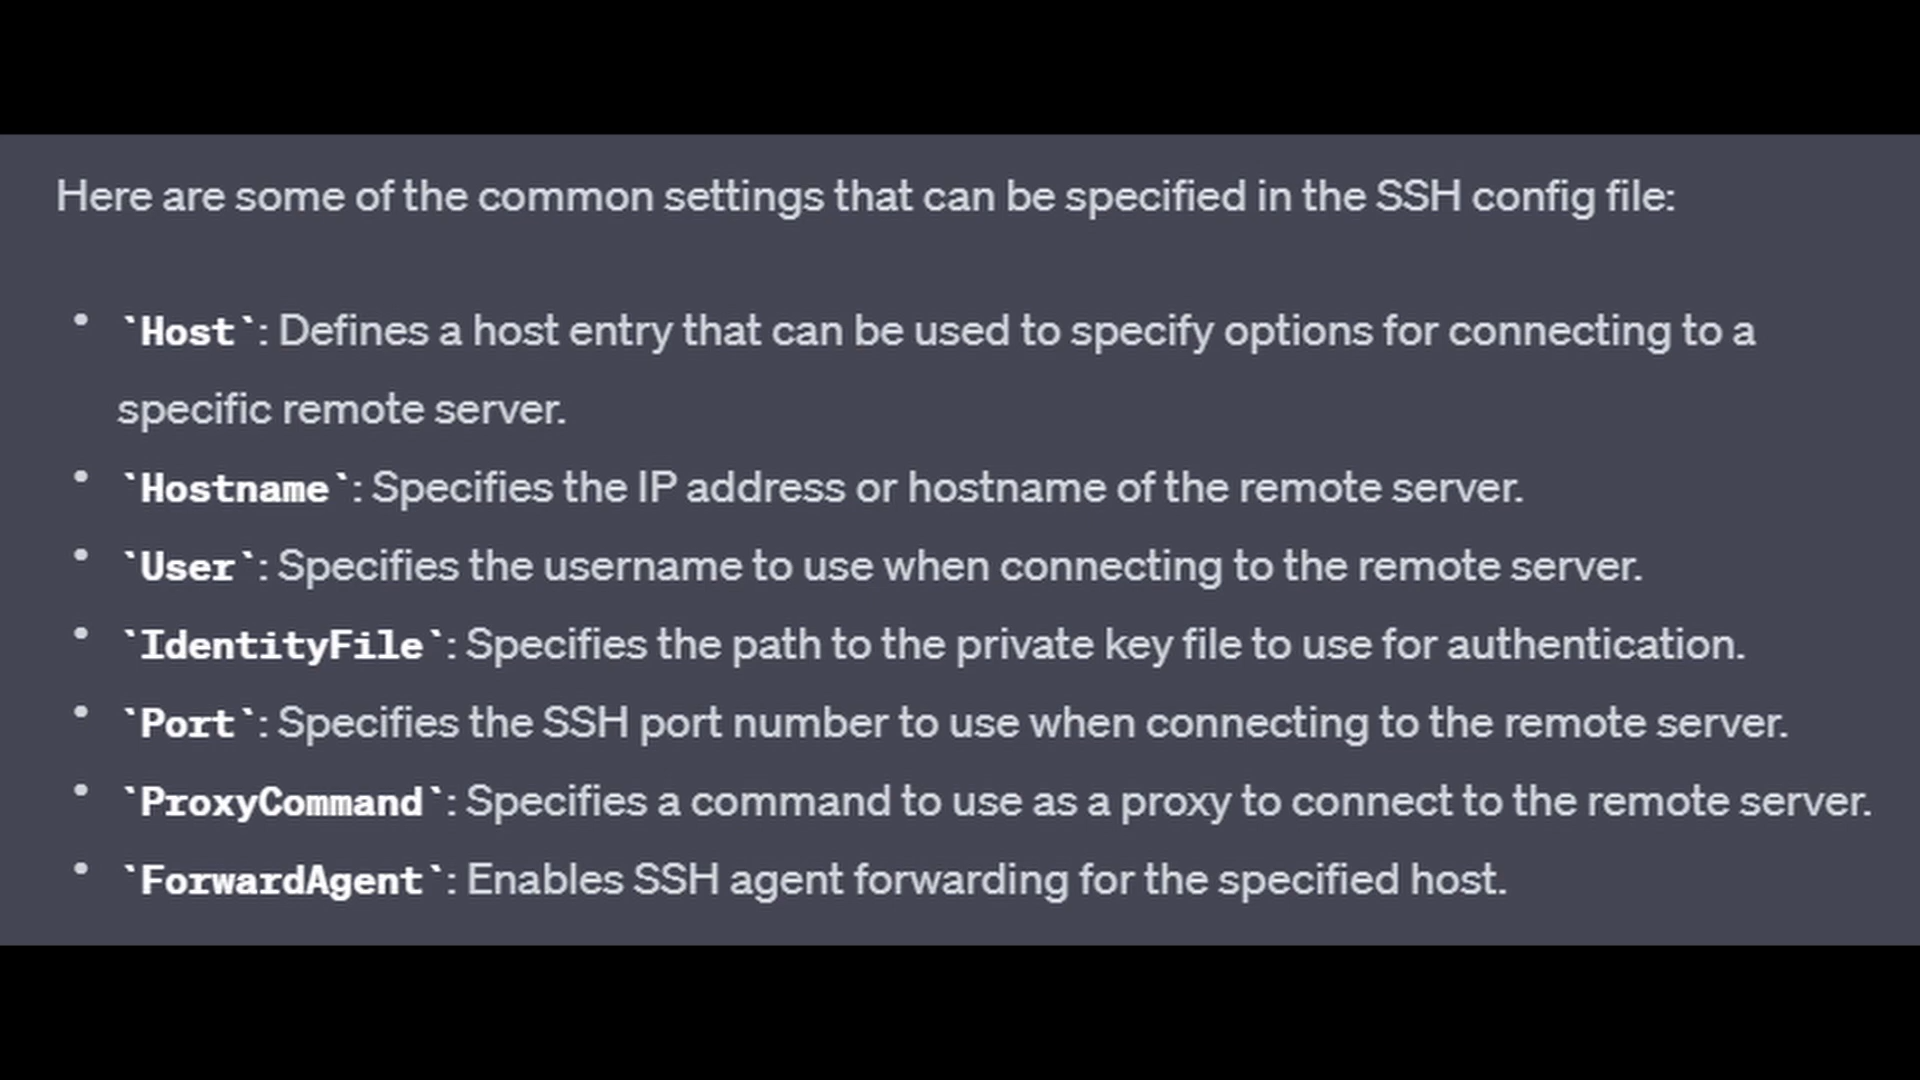 Here are some of the common settings that can be specified in the SSH config file:
• `Host`: Defines a host entry that can be used to specify options for connecting to a
specific remote server.
• `Hostname`: Specifies the IP address or hostname of the remote server.
• `User`: Specifies the username to use when connecting to the remote server.
• `IdentityFile`: Specifies the path to the private key file to use for authentication.
• `Port`: Specifies the SSH port number to use when connecting to the remote server.
• `ProxyCommand`: Specifies a command to use as a proxy to connect to the remote server.
• `ForwardAgent`: Enables SSH agent forwarding for the specified host.